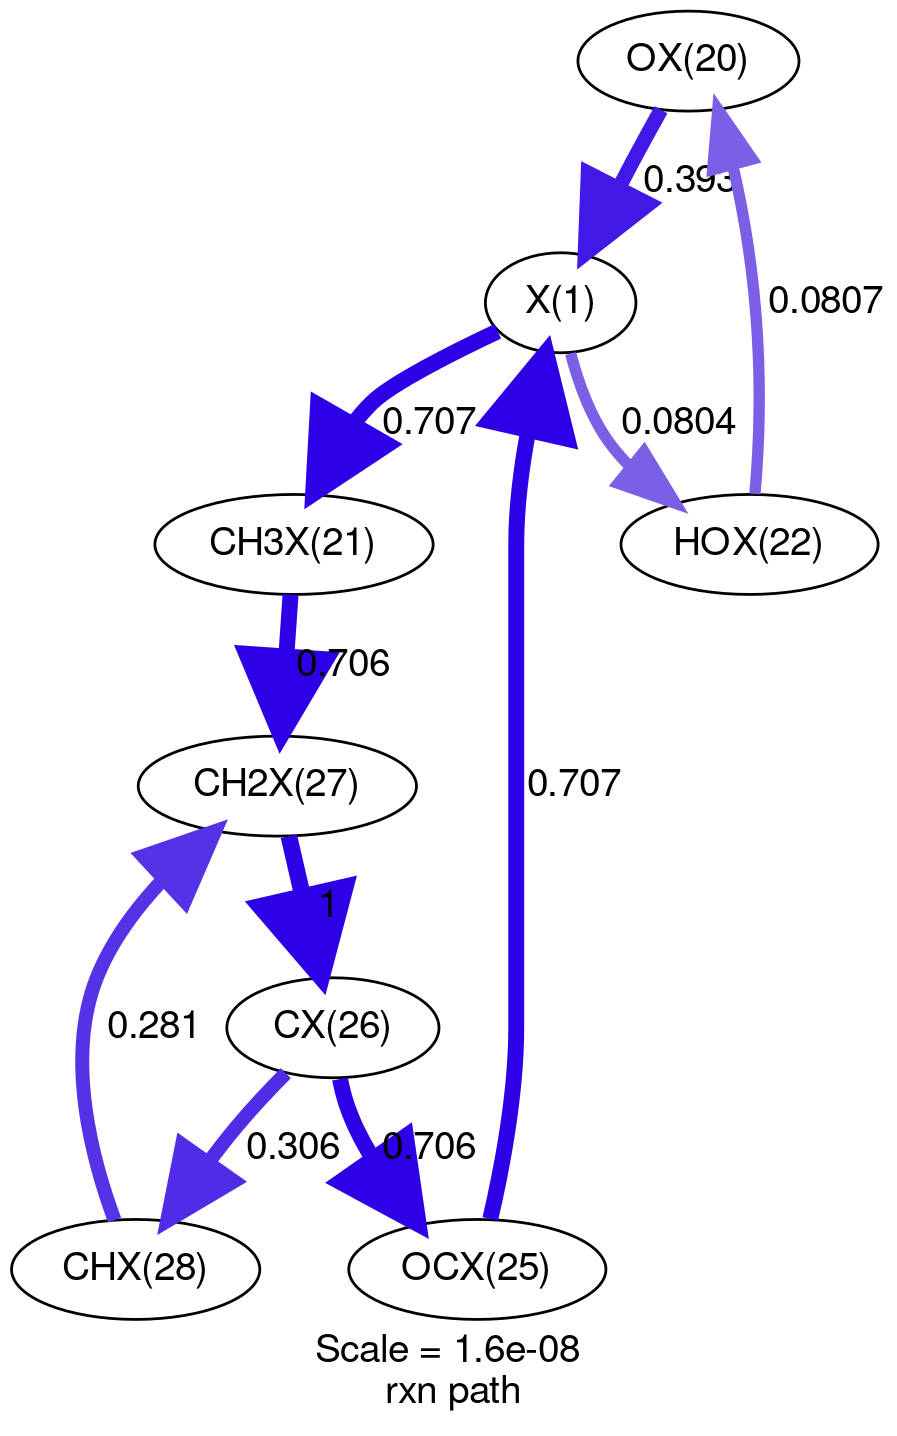 OX(20)
0.393
X(1)
0.0807
0.707
0.0804
CH3X(21)
HOX(22)
0.706
CH2X(27)
0.707
1
0.281
CX(26)
0.306
0.706
CHX(28)
OCX(25)
Scale = 1.6e-08
rxn path